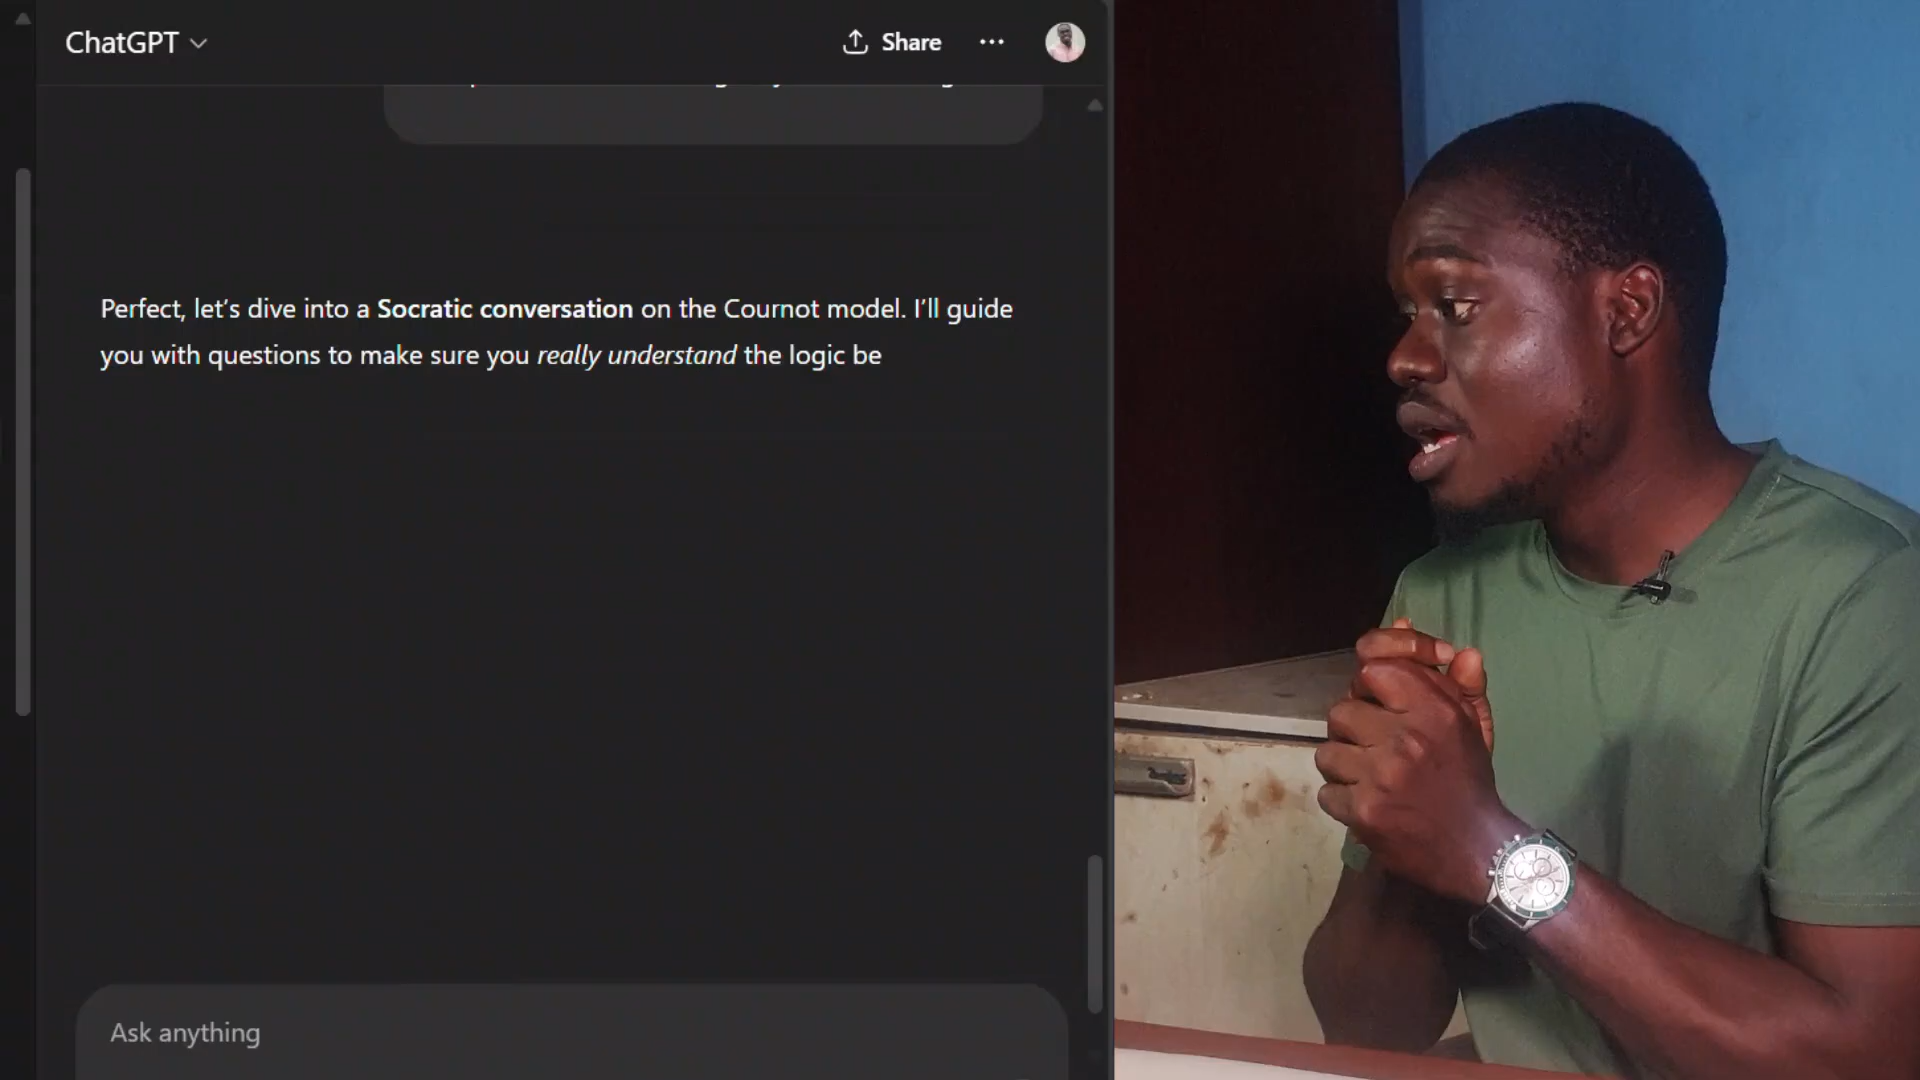 ChatGPT
Share
Perfect, let's dive into a Socratic conversation on the Cournot model. I'll guide
you with questions to make sure you really understand the logic be
Ask anything